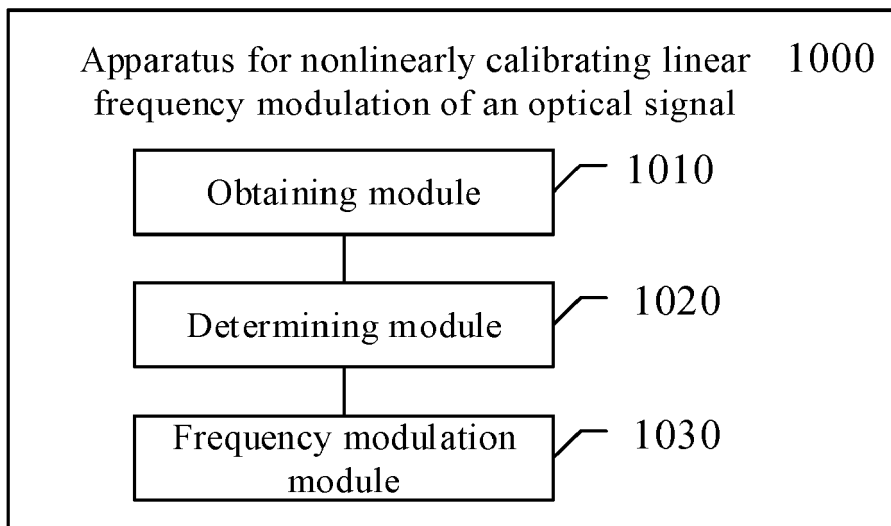 Apparatus for nonlinearly calibrating linear 1000
frequency modulation of an optical signal
Obtaining module 1010
Determining module 1020
Frequency modulation 1030
module